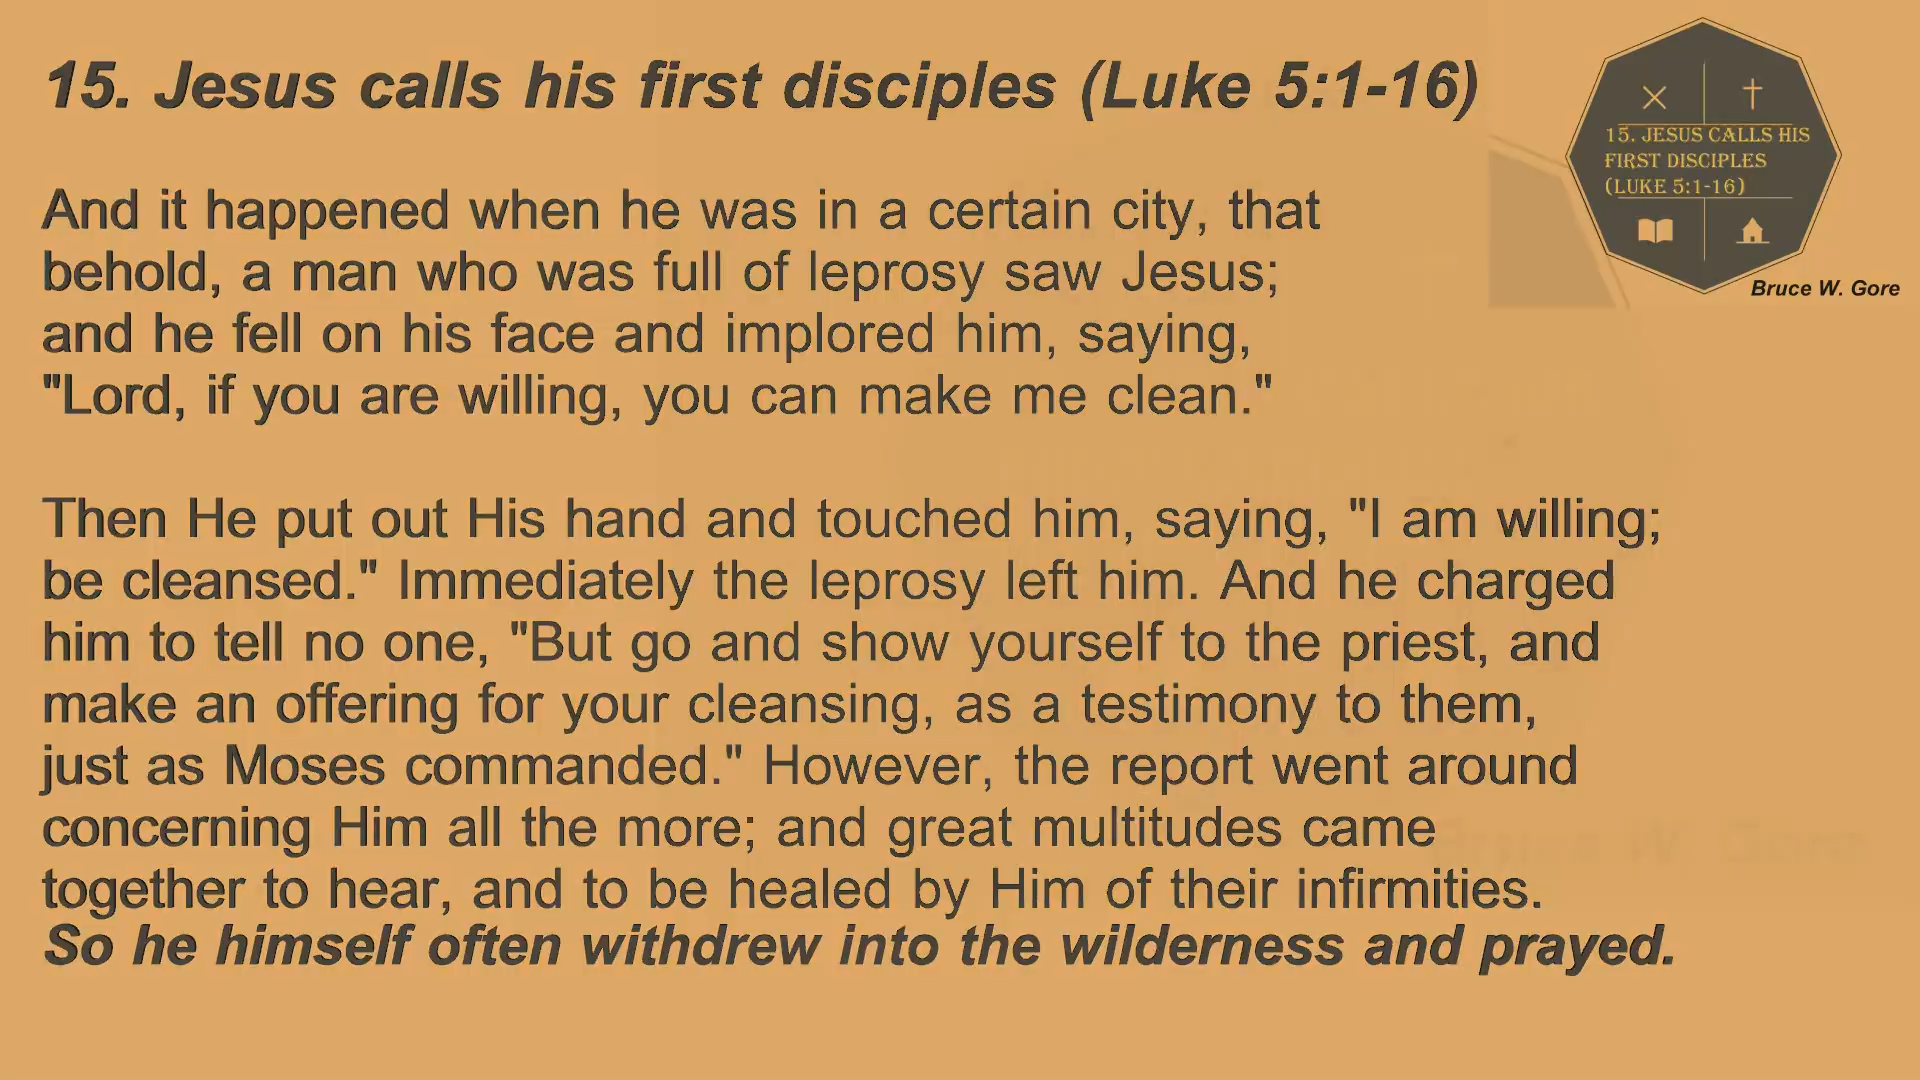 15. Jesus calls his first disciples (Luke 5:1-16)
15. JESUS CALLS HIS
FIRST DISCIPLES
(LUKE 5:1-16)
Bruce W. Gore
And it happened when he was in a certain city, that
behold, a man who was full of leprosy saw Jesus;
and he fell on his face and implored him, saying,
"Lord, if you are willing, you can make me clean."
Then He put out His hand and touched him, saying, "I am willing;
be cleansed." Immediately the leprosy left him. And he charged
him to tell no one, "But go and show yourself to the priest, and
make an offering for your cleansing, as a testimony to them,
just as Moses commanded." However, the report went around
concerning Him all the more; and great multitudes came
together to hear, and to be healed by Him of their infirmities.
So he himself often withdrew into the wilderness and prayed.